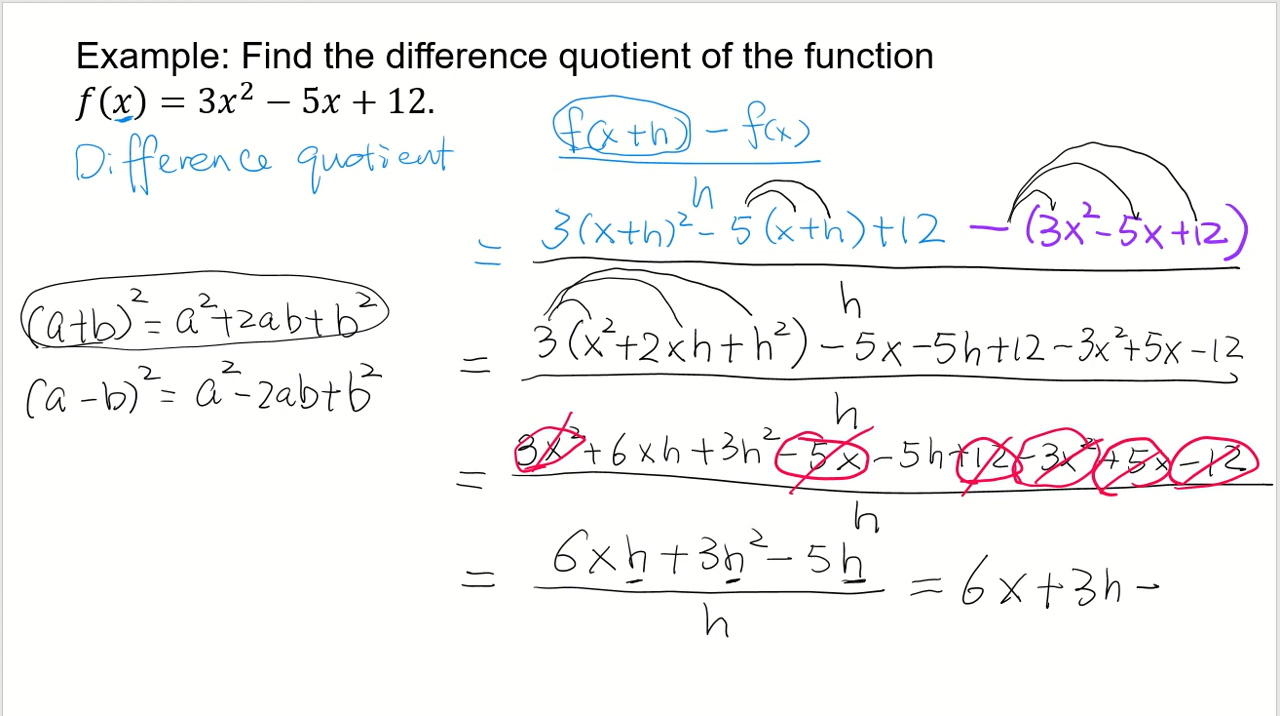 Example: Find the difference quotient of the function
f(x) = 3x² − 5x + 12.
Difference quotient
f(x+h) − f(x)
h
= 3(x+h)² − 5(x+h)+12 − (3x²−5x+12)
h
(a+b)² = a²+2ab+b²
(a−b)² = a²−2ab+b²
= 3(x²+2xh+h²) − 5x −5h+12 −3x²+5x −12
h
= 3x²+6xh+3h²−5x−5h+12−3x²+5x−12
h
= 6xh+3h²−5h = 6x+3h −
h